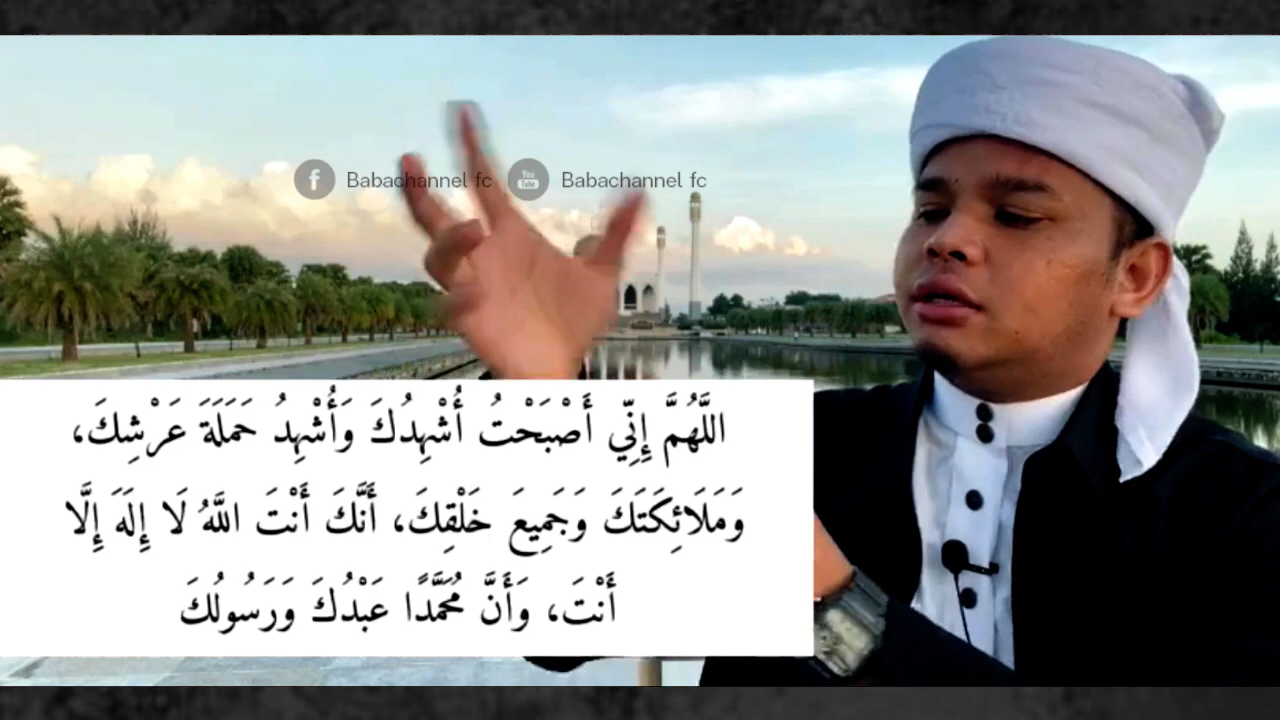 Babachannel fc Babachannel fc
اللَّهُمَّ إِنِّي أَصْبَحْتُ أُشْهِدُكَ وَأُشْهِدُ حَمَلَةَ عَرْشِكَ،
وَمَلَائِكَتَكَ وَجَمِيعَ خَلْقِكَ، أَنَّكَ أَنْتَ اللَّهُ لَا إِلَهَ إِلَّا
أَنْتَ، وَأَنَّ مُحَمَّدًا عَبْدُكَ وَرَسُولُكَ